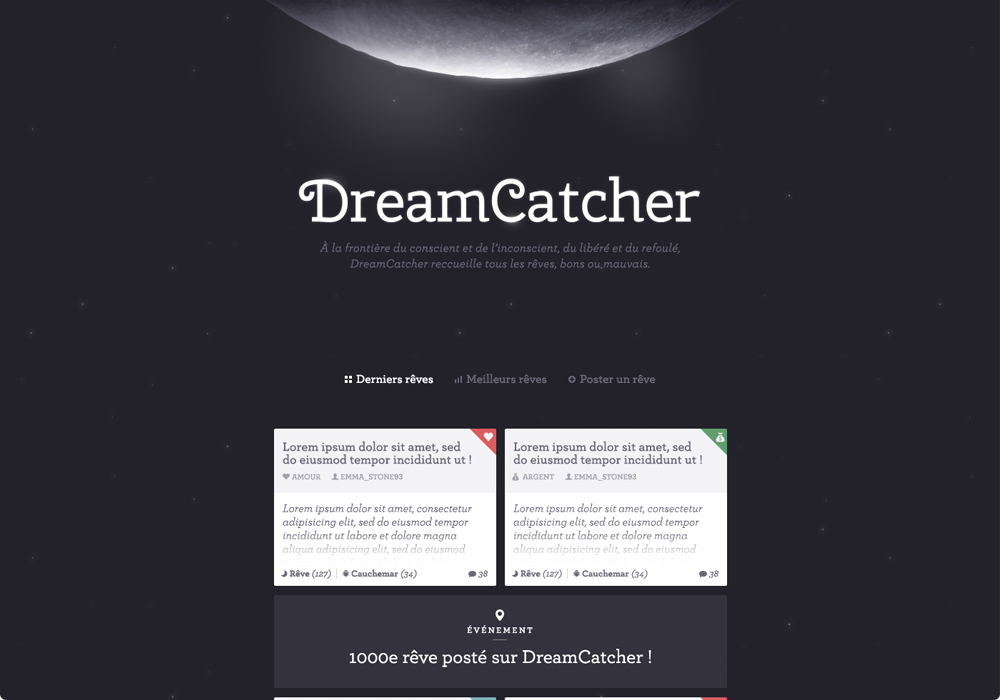 DreamCatcher
À la frontière du conscient et de l'inconscient, du libéré et du refoulé,
DreamCatcher reccueille tous les rêves, bons ou,mauvais.
Derniers rêves Meilleurs rêves Poster un rêve
Lorem ipsum dolor sit amet, sed
do eiusmod tempor incididunt ut !
AMOUR EMMA_STONE93
Lorem ipsum dolor sit amet, consectetur
adipisicing elit, sed do eiusmod tempor
incididunt ut labore et dolore magna
aliqua adipisicing elit, sed do eiusmod
Rêve (127) Cauchemar (34) 38
Lorem ipsum dolor sit amet, sed
do eiusmod tempor incididunt ut !
ARGENT EMMA_STONE93
Lorem ipsum dolor sit amet, consectetur
adipisicing elit, sed do eiusmod tempor
incididunt ut labore et dolore magna
aliqua adipisicing elit, sed do eiusmod
Rêve (127) Cauchemar (34) 38
ÉVÉNEMENT
1000e rêve posté sur DreamCatcher !